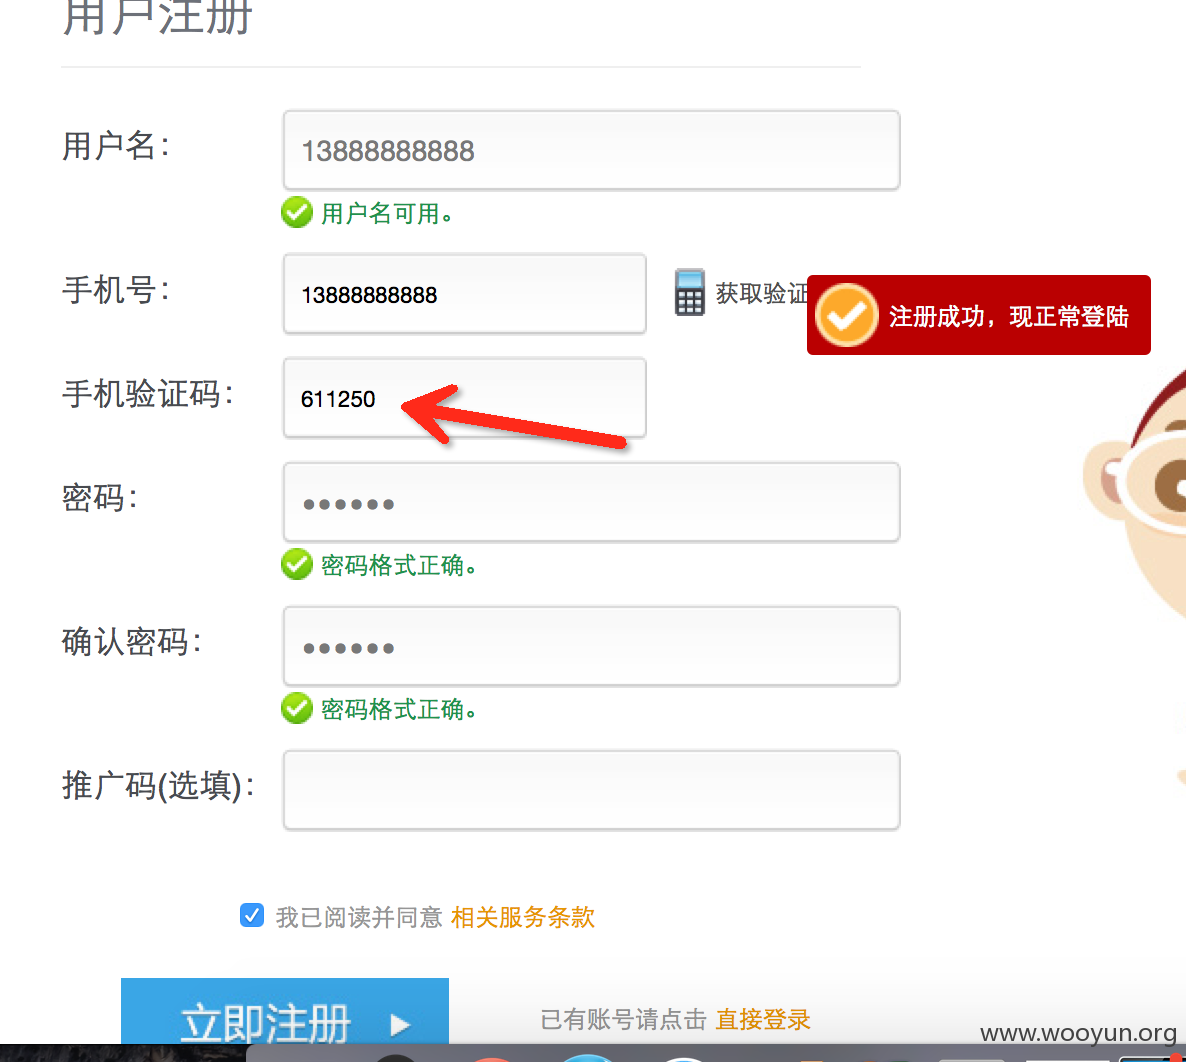 用户注册
用户名：
13888888888
用户名可用。
手机号：
13888888888
获取验证
注册成功，现正常登陆
手机验证码：
611250
密码：
••••••
密码格式正确。
确认密码：
••••••
密码格式正确。
推广码(选填)：
我已阅读并同意 相关服务条款
立即注册
已有账号请点击 直接登录
www.wooyun.org